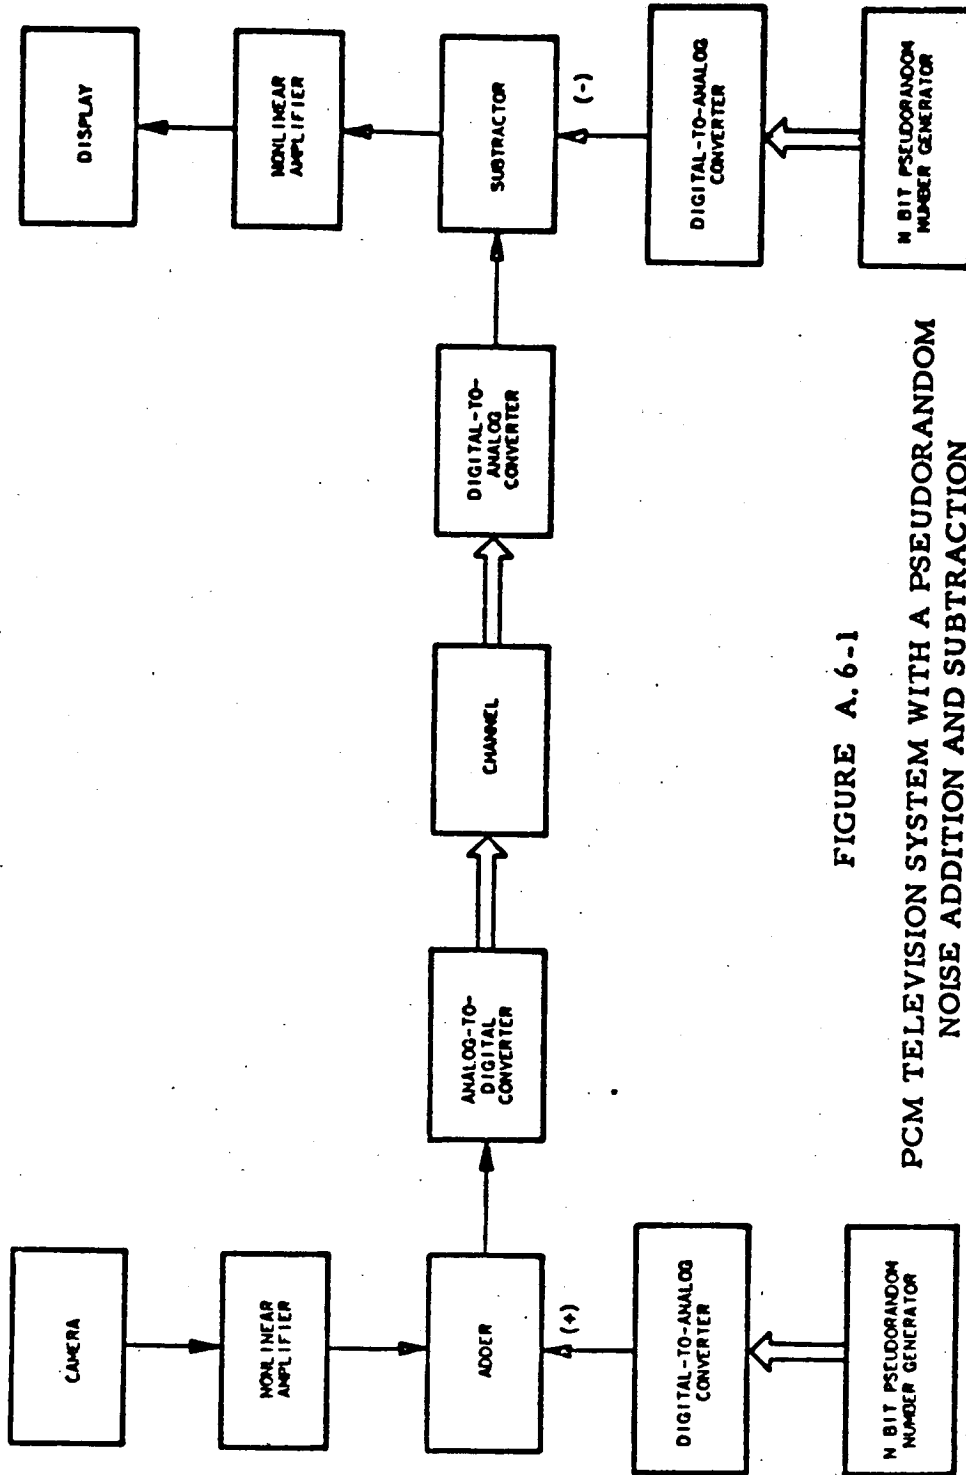 CAMERA
NONLINEAR
AMPLIFIER
ADDER
(+)
DIGITAL-TO-ANALOG
CONVERTER
N BIT PSEUDORANDOM
NUMBER GENERATOR
ANALOG-TO-
DIGITAL
CONVERTER
CHANNEL
DIGITAL-TO-
ANALOG
CONVERTER
DISPLAY
NONLINEAR
AMPLIFIER
SUBTRACTOR
(-)
DIGITAL-TO-ANALOG
CONVERTER
N BIT PSEUDORANDOM
NUMBER GENERATOR
FIGURE A.6-1
PCM TELEVISION SYSTEM WITH A PSEUDORANDOM
NOISE ADDITION AND SUBTRACTION